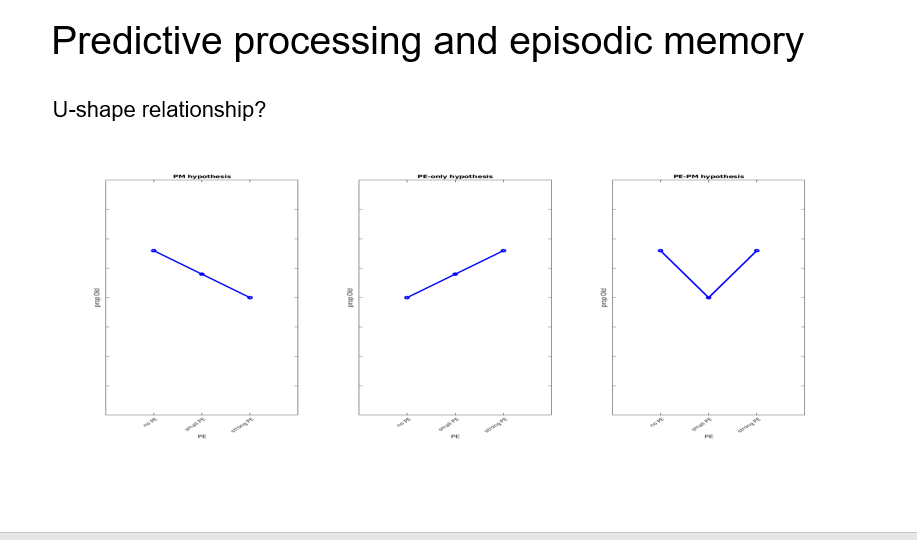 Predictive processing and episodic memory
U-shape relationship?
PM hypothesis
prop Old
no PE
small PE
strong PE
PE
PE-only hypothesis
prop Old
no PE
small PE
strong PE
PE
PE-PM hypothesis
prop Old
no PE
small PE
strong PE
PE